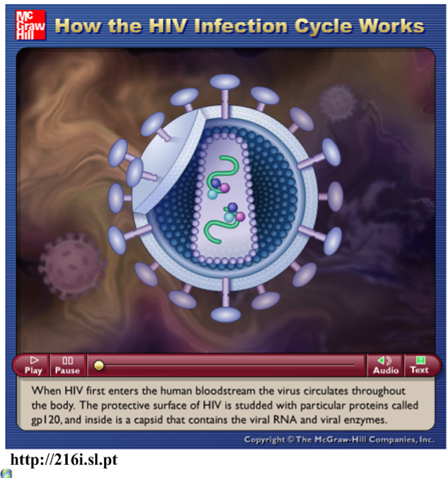 Mc
Graw
Hill
How the HIV Infection Cycle Works
Play
Pause
Audio
Text
When HIV first enters the human bloodstream the virus circulates throughout
the body. The protective surface of HIV is studded with particular proteins called
gp120, and inside is a capsid that contains the viral RNA and viral enzymes.
Copyright © The McGraw-Hill Companies, Inc.
http://216i.sl.pt